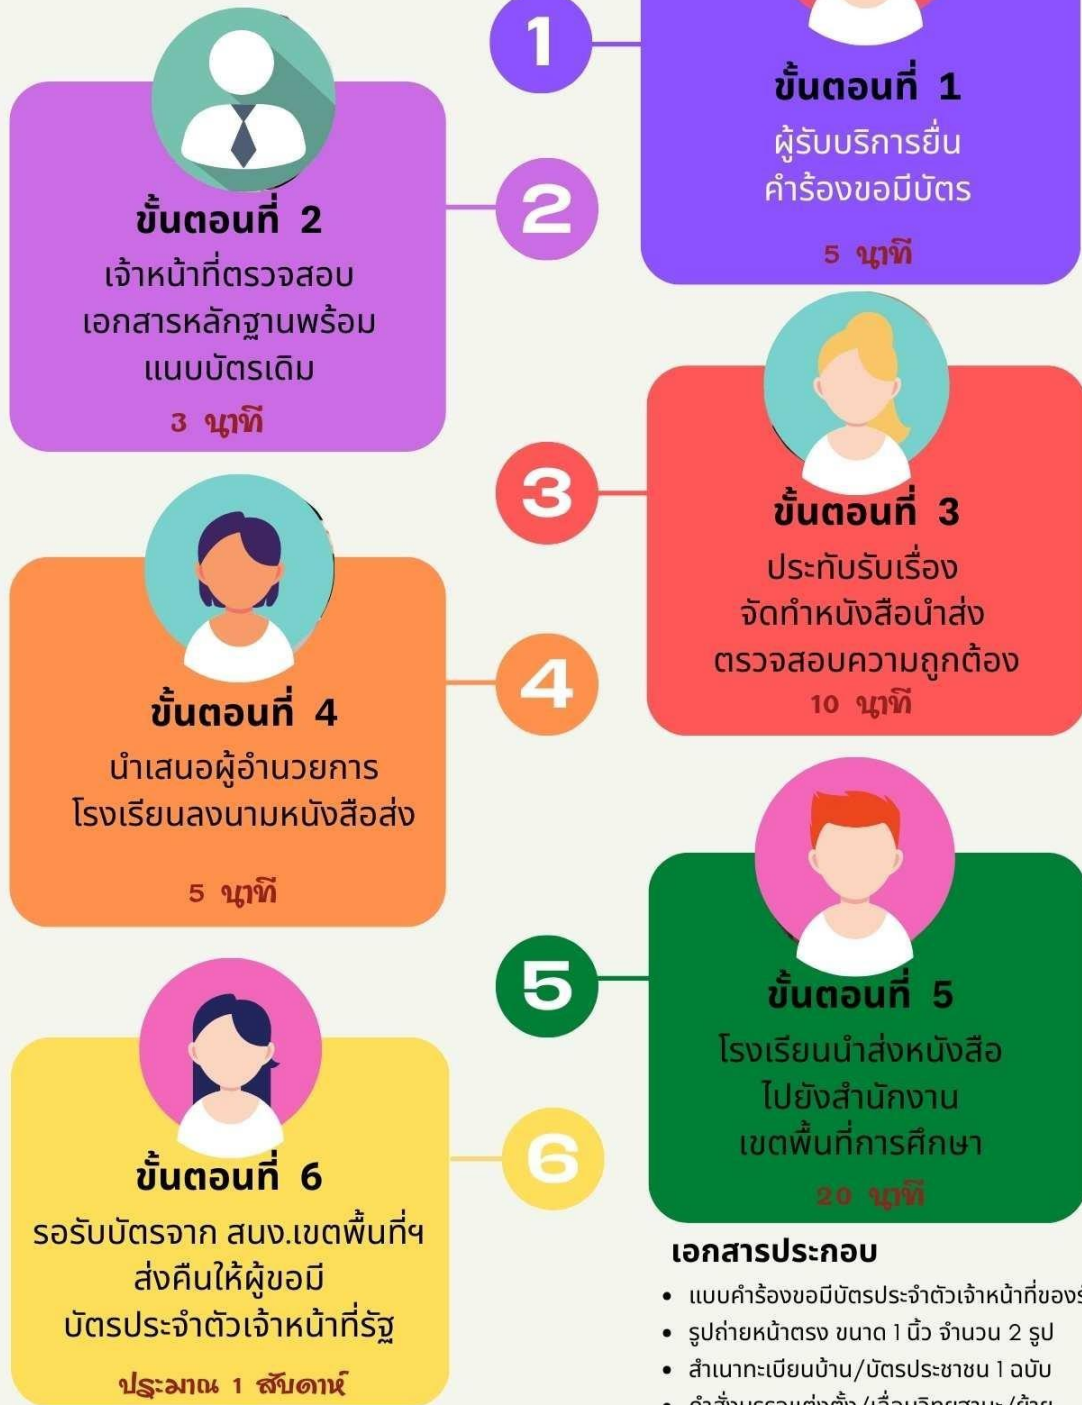 1
ขั้นตอนที่ 1
ผู้รับบริการยื่น
คำร้องขอมีบัตร
5 นาที
2
ขั้นตอนที่ 2
เจ้าหน้าที่ตรวจสอบ
เอกสารหลักฐานพร้อม
แนบบัตรเดิม
3 นาที
3
ขั้นตอนที่ 3
ประทับรับเรื่อง
จัดทำหนังสือนำส่ง
ตรวจสอบความถูกต้อง
10 นาที
4
ขั้นตอนที่ 4
นำเสนอผู้อำนวยการ
โรงเรียนลงนามหนังสือส่ง
5 นาที
5
ขั้นตอนที่ 5
โรงเรียนนำส่งหนังสือ
ไปยังสำนักงาน
เขตพื้นที่การศึกษา
20 นาที
6
ขั้นตอนที่ 6
รอรับบัตรจาก สนง.เขตพื้นที่ฯ
ส่งคืนให้ผู้ขอมี
บัตรประจำตัวเจ้าหน้าที่รัฐ
ประมาณ 1 สัปดาห์
เอกสารประกอบ
• แบบคำร้องขอมีบัตรประจำตัวเจ้าหน้าที่ของ
• รูปถ่ายหน้าตรง ขนาด 1 นิ้ว จำนวน 2 รูป
• สำเนาทะเบียนบ้าน/บัตรประชาชน 1 ฉบับ